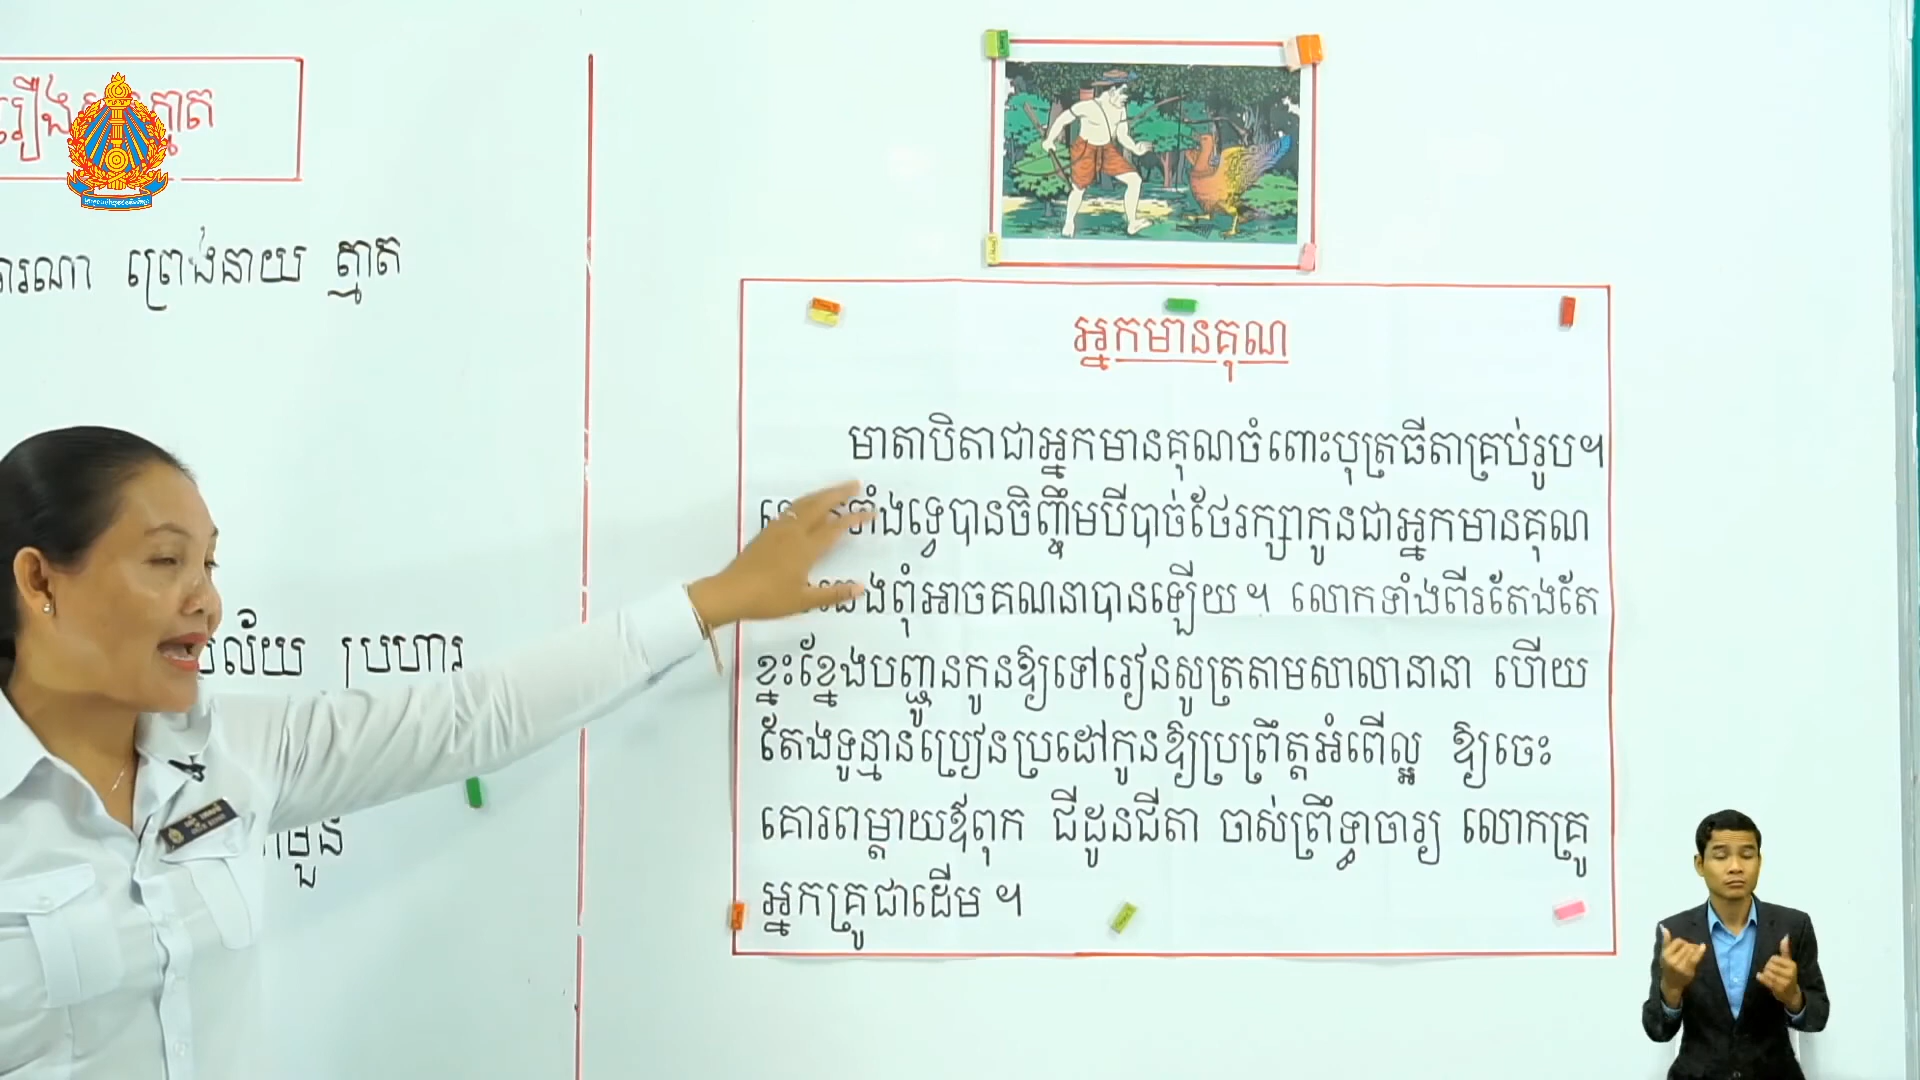 រឿង
ព្រេងនាយ ត្មាត
ប្រហារ
អ្នកមានគុណ
មាតាបិតាជាអ្នកមានគុណចំពោះបុត្រធីតាគ្រប់រូប។
ទាំងទ្វេបានចិញ្ចឹមបីបាច់ថែរក្សាកូនជាអ្នកមានគុណ
ពុំអាចគណនាបានឡើយ។ លោកទាំងពីរតែងតែ
ខ្នះខ្នែងបញ្ជូនកូនឱ្យទៅរៀនសូត្រតាមសាលានានា ហើយ
តែងទូន្មានប្រៀនប្រដៅកូនឱ្យប្រព្រឹត្តអំពើល្អ ឱ្យចេះ
គោរពម្ដាយឪពុក ជីដូនជីតា ចាស់ព្រឹទ្ធាចារ្យ លោកគ្រូ
អ្នកគ្រូជាដើម ។